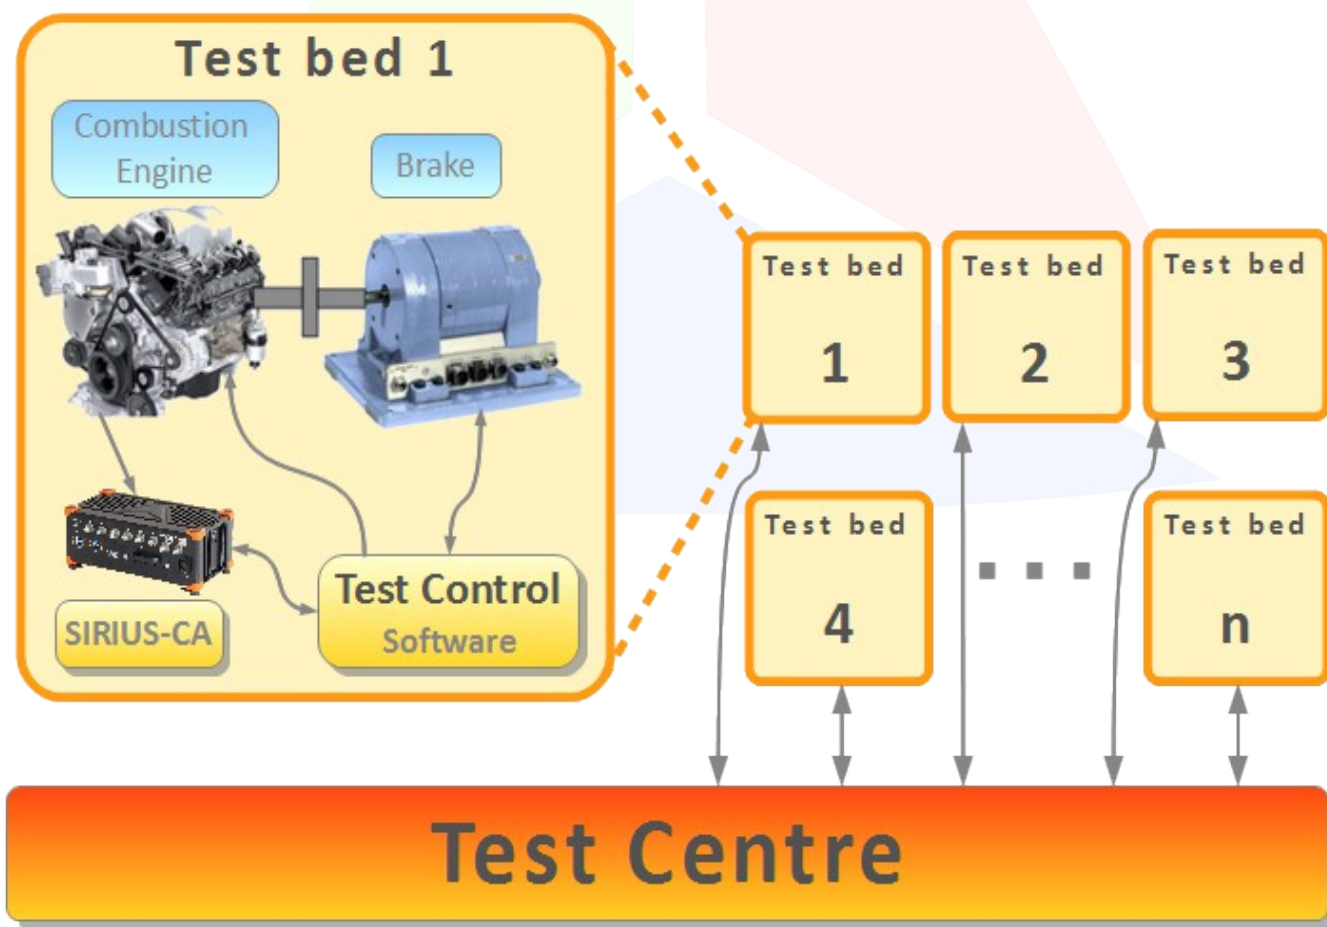 Test bed 1
Combustion
Engine
Brake
SIRIUS-CA
Test Control
Software
Test bed
1
Test bed
2
Test bed
3
Test bed
4
Test bed
n
Test Centre